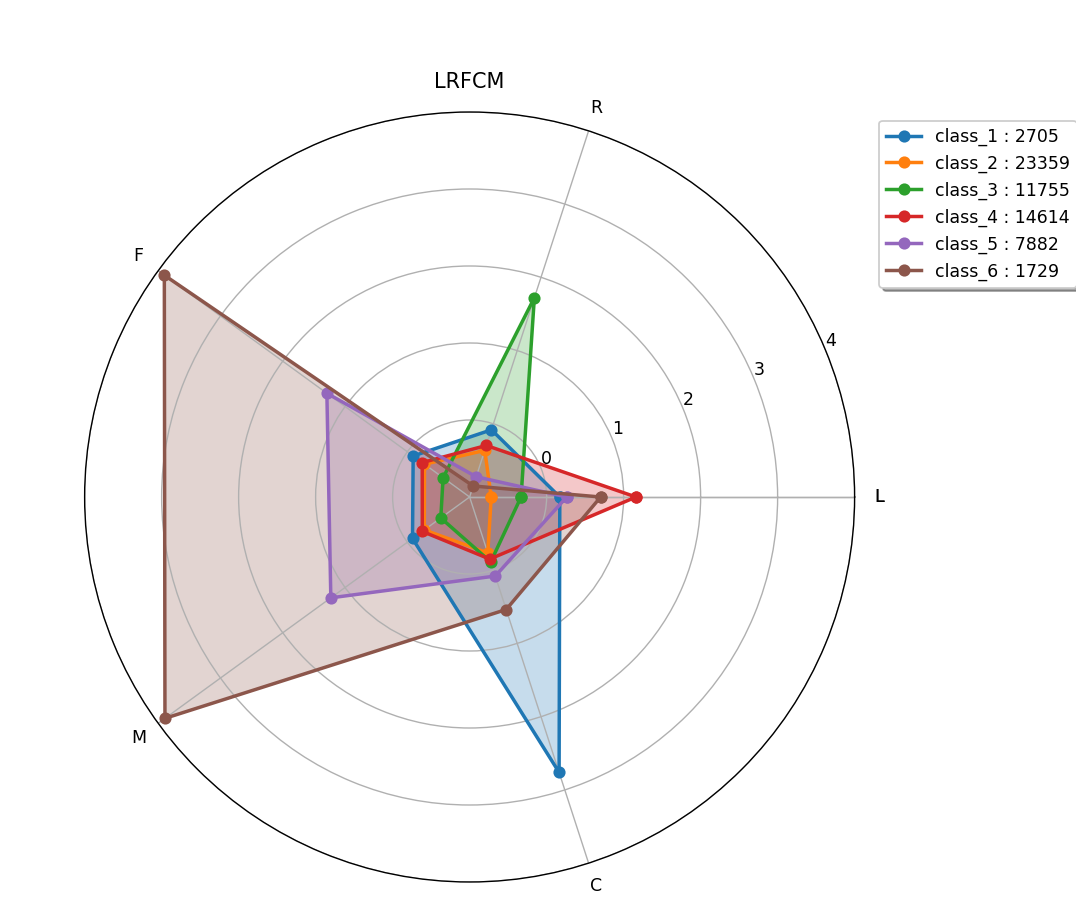 LRFCM
R
F
4
3
2
1
0
L
M
C
class_1 : 2705
class_2 : 23359
class_3 : 11755
class_4 : 14614
class_5 : 7882
class_6 : 1729